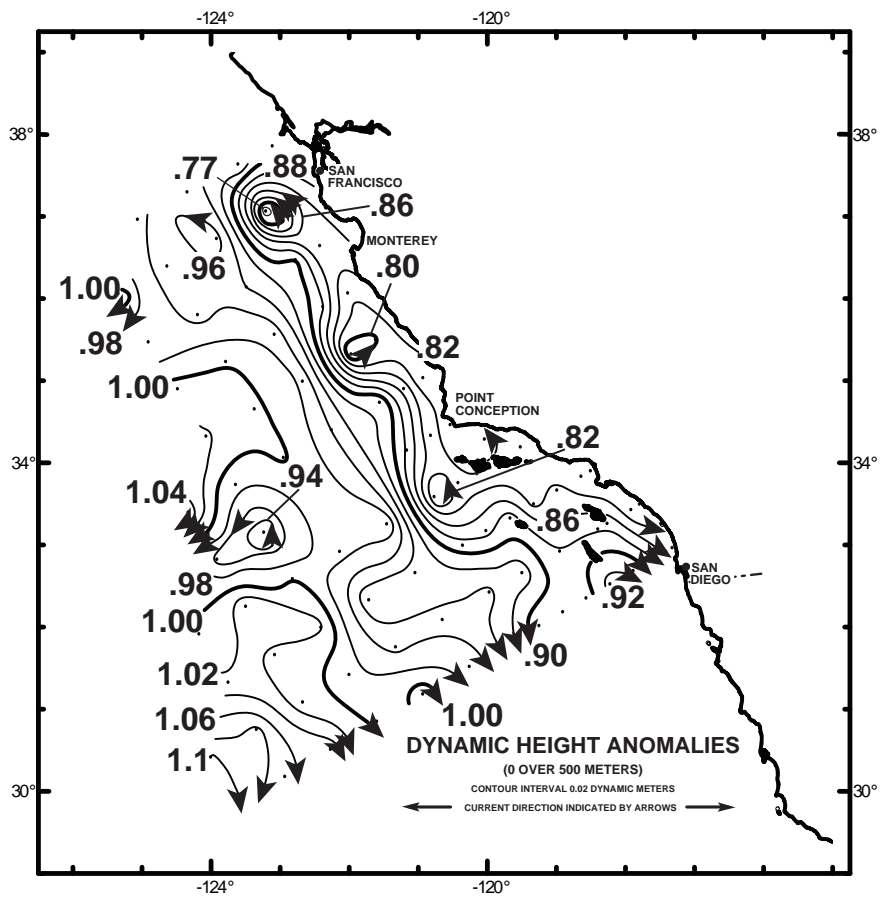 -124°
-120°
38°
.77
.88
SAN
FRANCISCO
.86
MONTEREY
.96
.80
1.00
.98
.82
1.00
POINT
CONCEPTION
.82
34°
.94
1.04
.86
SAN
DIEGO
.98
.92
1.00
.90
1.02
1.00
1.06
DYNAMIC HEIGHT ANOMALIES
1.1
(0 OVER 500 METERS)
CONTOUR INTERVAL 0.02 DYNAMIC METERS
30°
CURRENT DIRECTION INDICATED BY ARROWS
-124°
-120°
38°
34°
30°